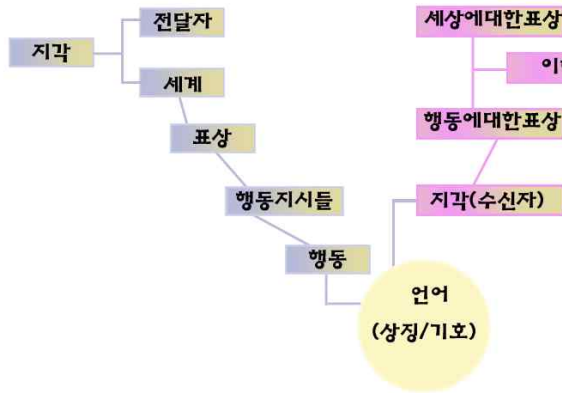 전달자
지각
세계
표상
행동지시들
행동
언어
(상징/기호)
세상에대한표상
행동에대한표상
지각(수신자)